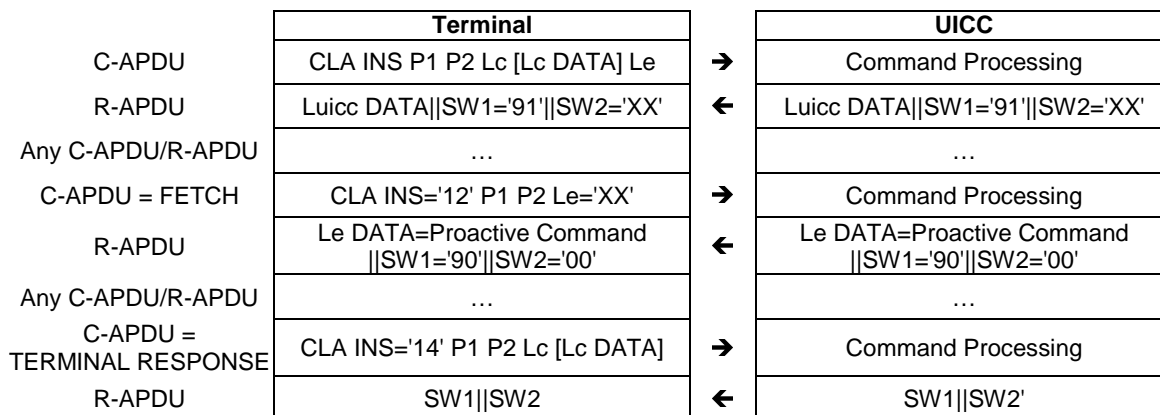 Terminal UICC
C-APDU CLA INS P1 P2 Lc [Lc DATA] Le → Command Processing
R-APDU Luicc DATA||SW1='91'||SW2='XX' ← Luicc DATA||SW1='91'||SW2='XX'
Any C-APDU/R-APDU … …
C-APDU = FETCH CLA INS='12' P1 P2 Le='XX' → Command Processing
R-APDU Le DATA=Proactive Command ← Le DATA=Proactive Command
||SW1='90'||SW2='00' ||SW1='90'||SW2='00'
Any C-APDU/R-APDU … …
C-APDU =
TERMINAL RESPONSE CLA INS='14' P1 P2 Lc [Lc DATA] → Command Processing
R-APDU SW1||SW2 ← SW1||SW2'